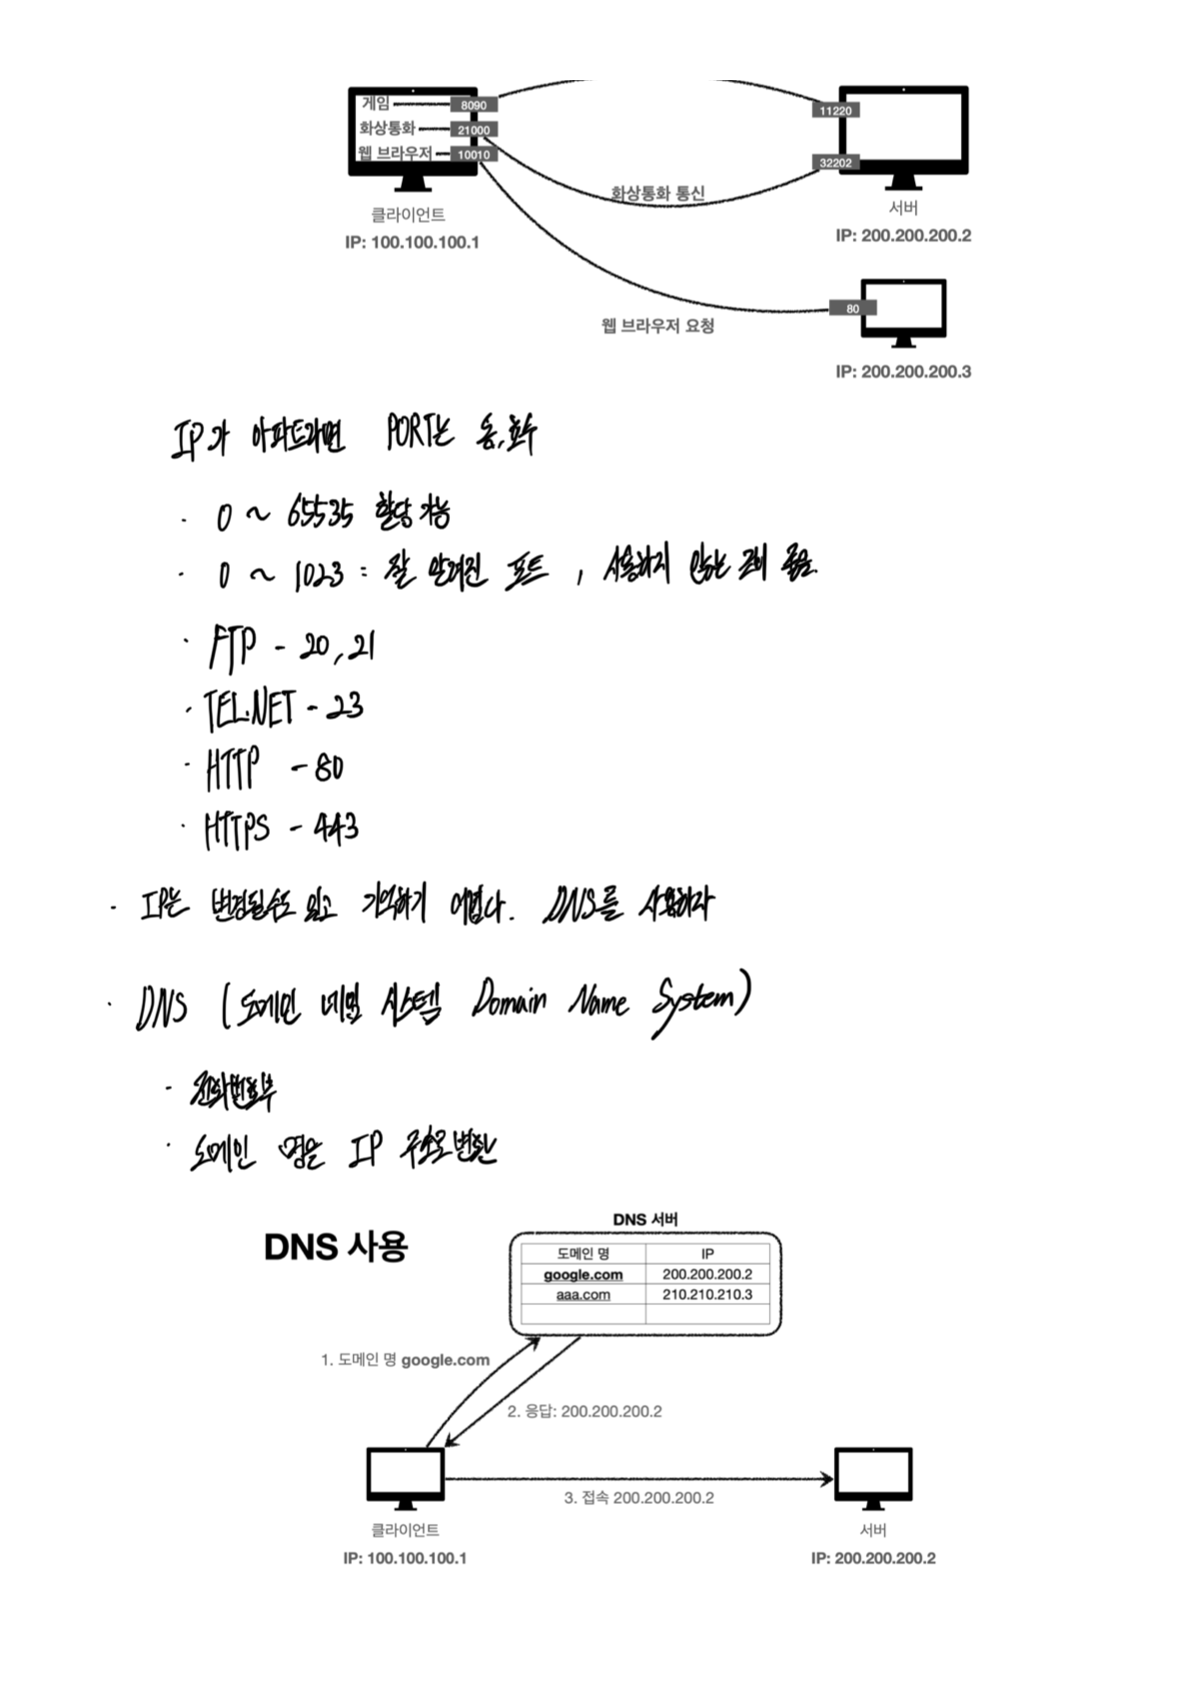 게임 8090
화상통화 21000
웹 브라우저 10010
11220
32202
화상통화 통신
클라이언트
IP: 100.100.100.1
서버
IP: 200.200.200.2
80
웹 브라우저 요청
IP: 200.200.200.3
IP가 아파트라면 PORT는 동,호수
· 0 ~ 65535 할당 가능
· 0 ~ 1023 : 잘 알려진 포트 , 사용하지 않는 것이 좋음.
· FTP - 20, 21
· TELNET - 23
· HTTP - 80
· HTTPS - 443
· IP는 변경될수도 있고 기억하기 어렵다. DNS를 사용하자
· DNS (도메인 네임 시스템 Domain Name System)
· 전화번호부
· 도메인 명을 IP 주소로 변환
DNS 사용
DNS 서버
도메인 명 IP
google.com 200.200.200.2
aaa.com 210.210.210.3
1. 도메인 명 google.com
2. 응답: 200.200.200.2
3. 접속 200.200.200.2
클라이언트
IP: 100.100.100.1
서버
IP: 200.200.200.2